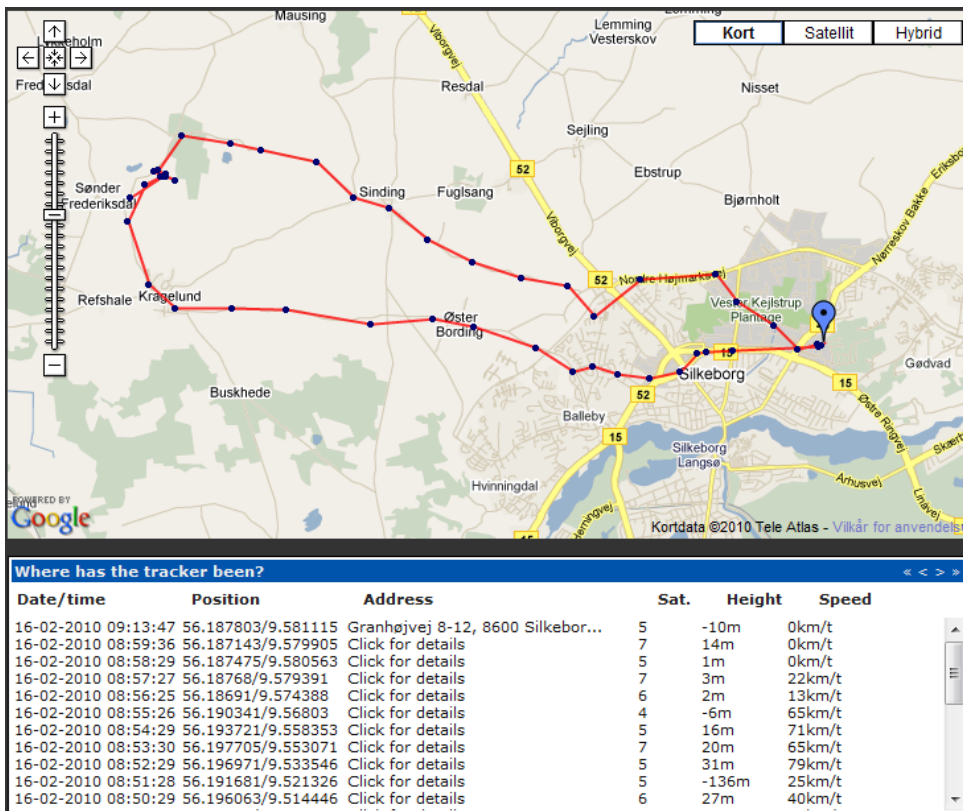 Mausing
Lemming
Lemming
Vesterskov
Kort
Satellit
Hybrid
Viborgvej
Resdal
Nisset
Sejling
52
Ebstrup
Sønder
Frederiksdal
Sinding
Fuglsang
Bjørnholt
Eriksbo
Nørreskov Bakke
Viborgvej
52
Nordre Højmarksvej
Refshale
Kragelund
Vester Kejlstrup
Plantage
Øster
Bording
15
Gødvad
Silkeborg
15
Buskhede
52
Østre Ringvej
Balleby
15
Silkeborg
Langsø
Skærb
Århusvej
Hvinningdal
Linåvej
POWERED BY
Google
Herningvej
15
Kortdata ©2010 Tele Atlas - Vilkår for anvendels
Where has the tracker been? « < > »
Date/time Position Address Sat. Height Speed
16-02-2010 09:13:47 56.187803/9.581115 Granhøjvej 8-12, 8600 Silkebor... 5 -10m 0km/t
16-02-2010 08:59:36 56.187143/9.579905 Click for details 7 14m 0km/t
16-02-2010 08:58:29 56.187475/9.580563 Click for details 5 1m 0km/t
16-02-2010 08:57:27 56.18768/9.579391 Click for details 7 3m 22km/t
16-02-2010 08:56:25 56.18691/9.574388 Click for details 6 2m 13km/t
16-02-2010 08:55:26 56.190341/9.56803 Click for details 4 -6m 65km/t
16-02-2010 08:54:29 56.193721/9.558353 Click for details 5 16m 71km/t
16-02-2010 08:53:30 56.197705/9.553071 Click for details 7 20m 65km/t
16-02-2010 08:52:29 56.196971/9.533546 Click for details 5 31m 79km/t
16-02-2010 08:51:28 56.191681/9.521326 Click for details 5 -136m 25km/t
16-02-2010 08:50:29 56.196063/9.514446 Click for details 6 27m 40km/t